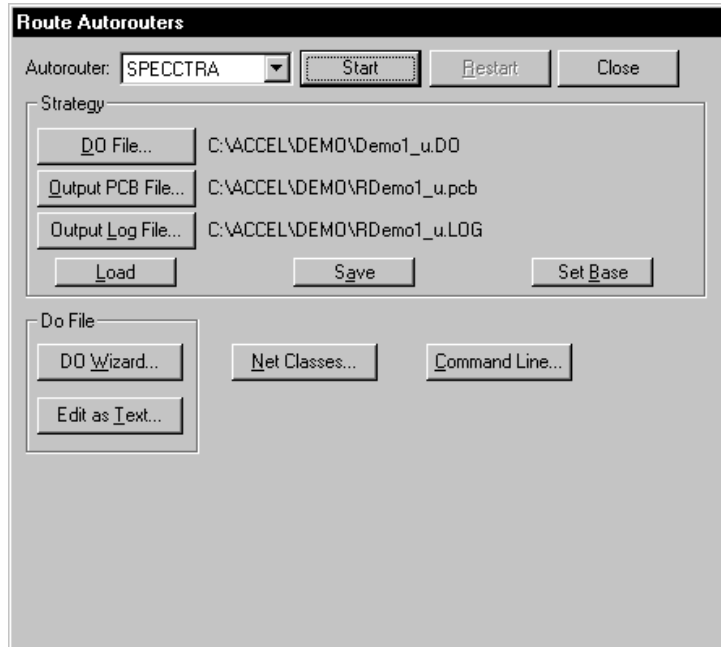 Route Autorouters
Autorouter: SPECCTRA Start Restart Close
Strategy
DO File... C:\ACCEL\DEMO\Demo1_u.DO
Output PCB File... C:\ACCEL\DEMO\RDemo1_u.pcb
Output Log File... C:\ACCEL\DEMO\RDemo1_u.LOG
Load Save Set Base
Do File
DO Wizard... Net Classes... Command Line...
Edit as Text...